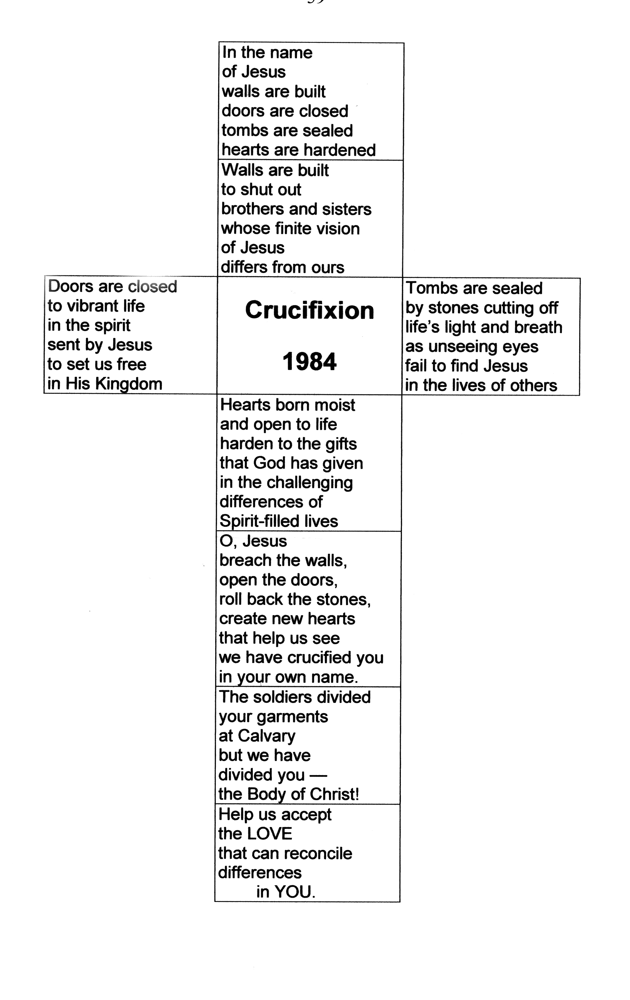 In the name
of Jesus
walls are built
doors are closed
tombs are sealed
hearts are hardened
Walls are built
to shut out
brothers and sisters
whose finite vision
of Jesus
differs from ours
Doors are closed
to vibrant life
in the spirit
sent by Jesus
to set us free
in His Kingdom
Crucifixion
1984
Tombs are sealed
by stones cutting off
life's light and breath
as unseeing eyes
fail to find Jesus
in the lives of others
Hearts born moist
and open to life
harden to the gifts
that God has given
in the challenging
differences of
Spirit-filled lives
O, Jesus
breach the walls,
open the doors,
roll back the stones,
create new hearts
that help us see
we have crucified you
in your own name.
The soldiers divided
your garments
at Calvary
but we have
divided you —
the Body of Christ!
Help us accept
the LOVE
that can reconcile
differences
in YOU.